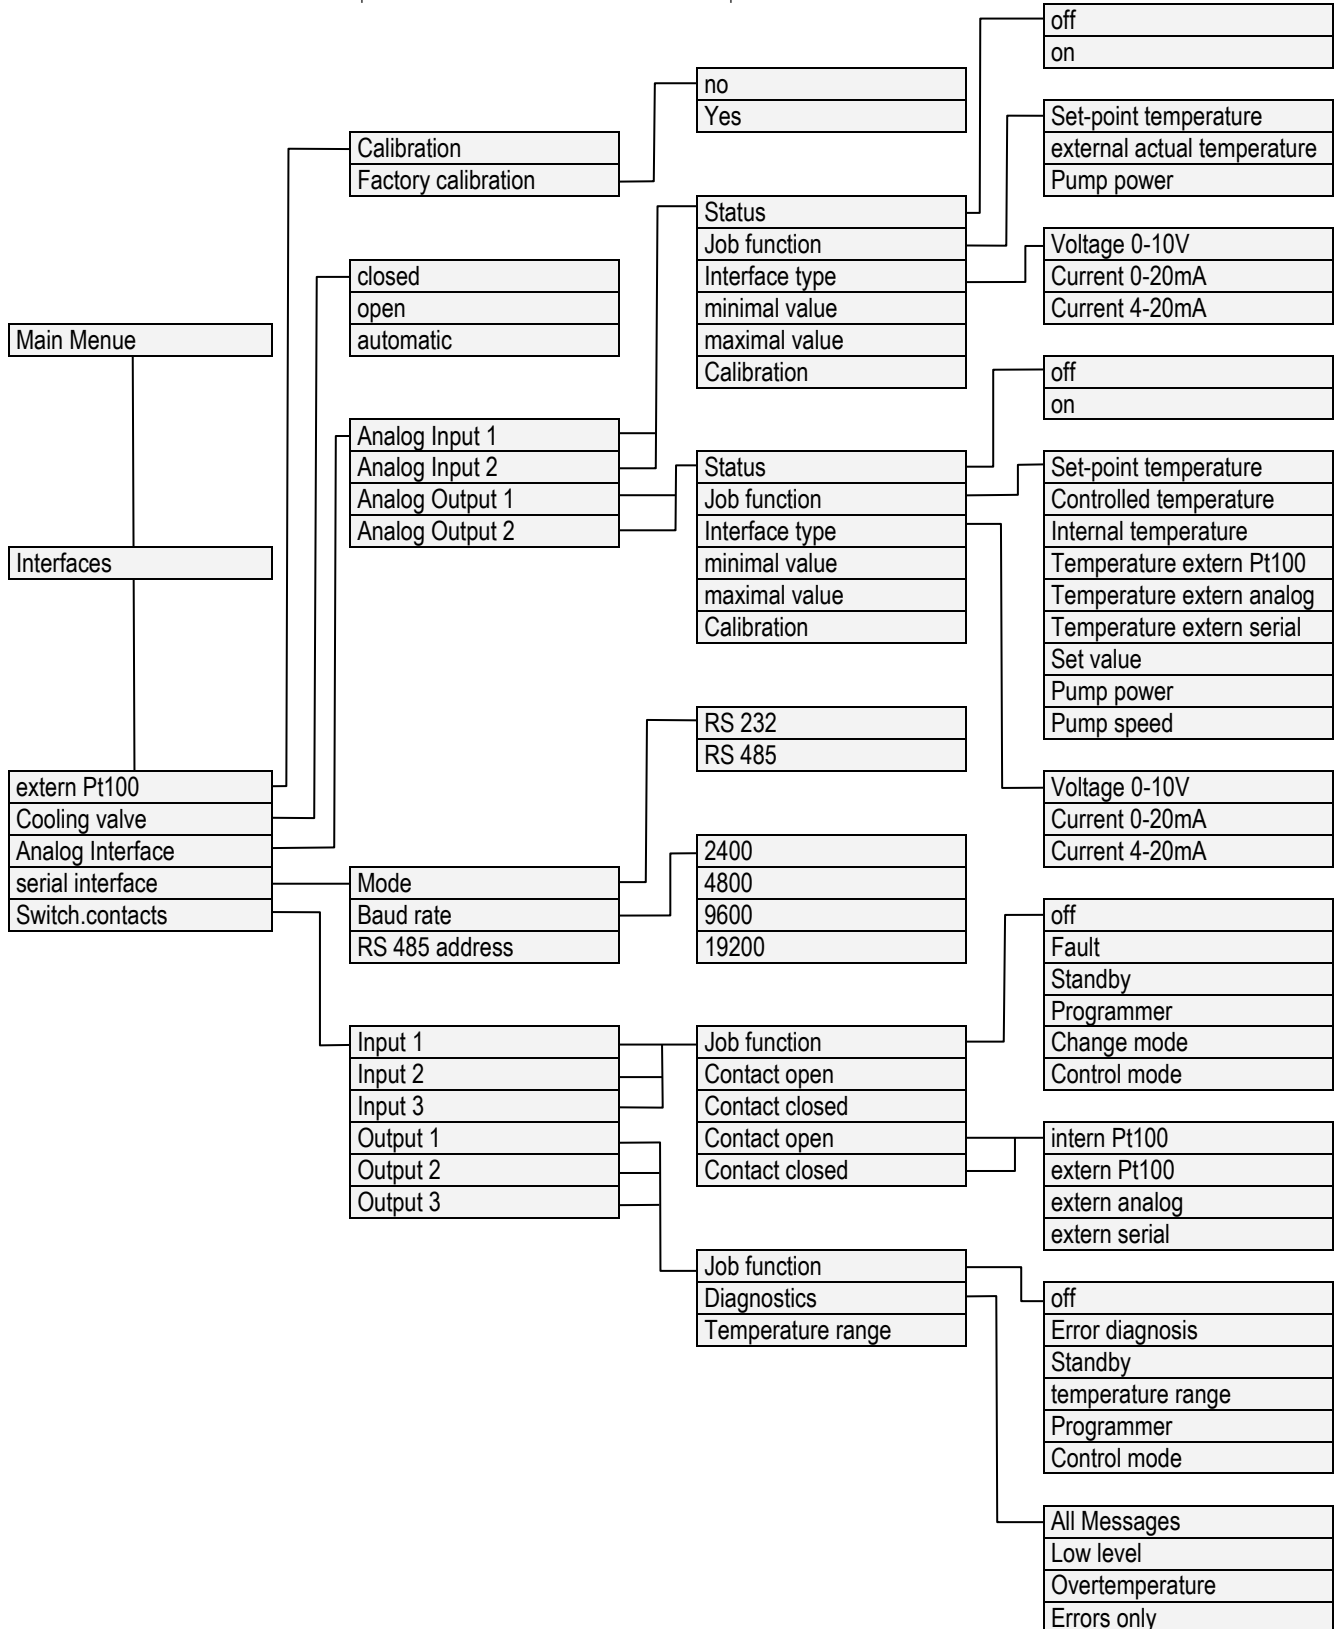 Main Menue
Interfaces
extern Pt100
Cooling valve
Analog Interface
serial interface
Switch.contacts
Calibration
Factory calibration
closed
open
automatic
Analog Input 1
Analog Input 2
Analog Output 1
Analog Output 2
Mode
Baud rate
RS 485 address
Input 1
Input 2
Input 3
Output 1
Output 2
Output 3
no
Yes
Status
Job function
Interface type
minimal value
maximal value
Calibration
Status
Job function
Interface type
minimal value
maximal value
Calibration
RS 232
RS 485
2400
4800
9600
19200
Job function
Contact open
Contact closed
Contact open
Contact closed
Job function
Diagnostics
Temperature range
off
on
Set-point temperature
external actual temperature
Pump power
Voltage 0-10V
Current 0-20mA
Current 4-20mA
off
on
Set-point temperature
Controlled temperature
Internal temperature
Temperature extern Pt100
Temperature extern analog
Temperature extern serial
Set value
Pump power
Pump speed
Voltage 0-10V
Current 0-20mA
Current 4-20mA
off
Fault
Standby
Programmer
Change mode
Control mode
intern Pt100
extern Pt100
extern analog
extern serial
off
Error diagnosis
Standby
temperature range
Programmer
Control mode
All Messages
Low level
Overtemperature
Errors only